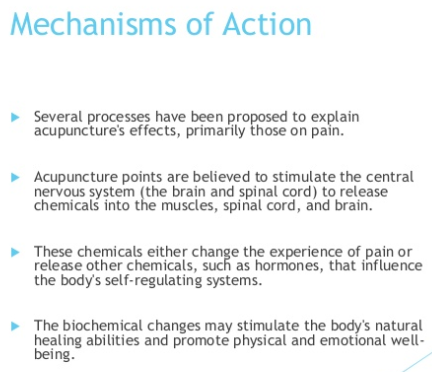 Mechanisms of Action
Several processes have been proposed to explain
acupuncture's effects, primarily those on pain.
Acupuncture points are believed to stimulate the central
nervous system (the brain and spinal cord) to release
chemicals into the muscles, spinal cord, and brain.
These chemicals either change the experience of pain or
release other chemicals, such as hormones, that influence
the body's self-regulating systems.
The biochemical changes may stimulate the body's natural
healing abilities and promote physical and emotional well-
being.